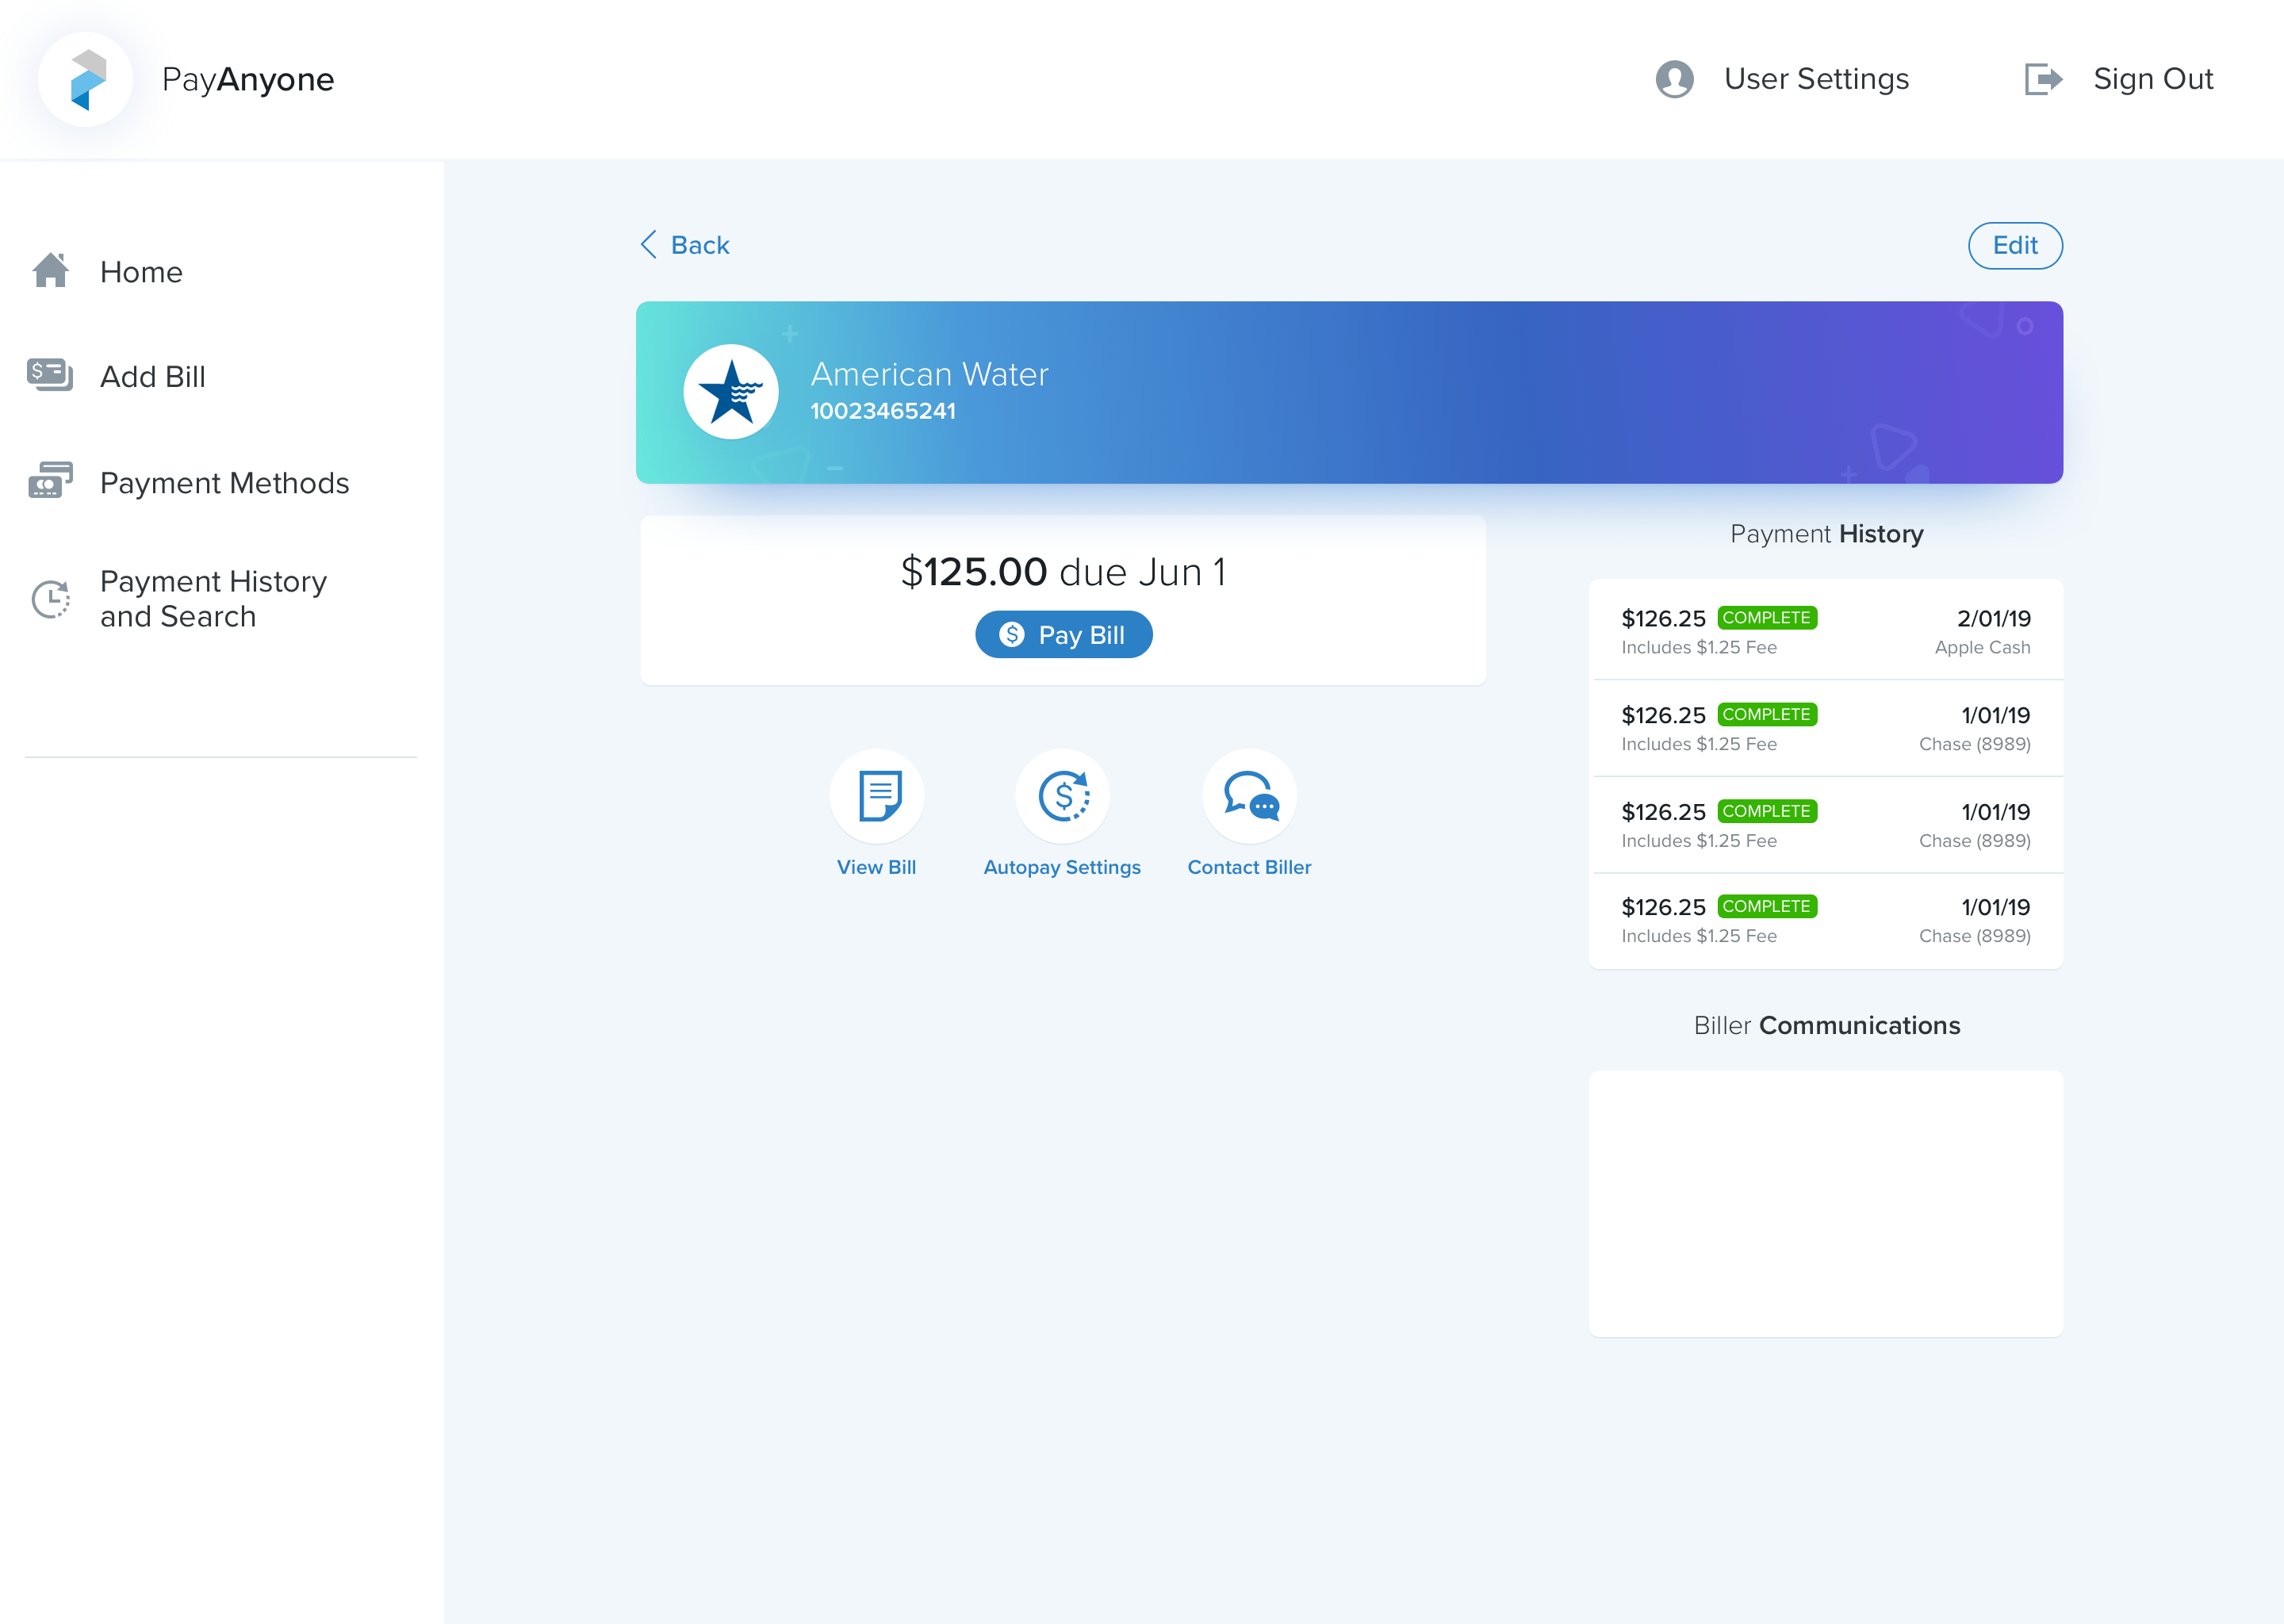 PayAnyone
User Settings
Sign Out
Home
Add Bill
Payment Methods
Payment History
and Search
Back
Edit
American Water
10023465241
$125.00 due Jun 1
$ Pay Bill
View Bill
Autopay Settings
Contact Biller
Payment History
$126.25 COMPLETE 2/01/19
Includes $1.25 Fee Apple Cash
$126.25 COMPLETE 1/01/19
Includes $1.25 Fee Chase (8989)
$126.25 COMPLETE 1/01/19
Includes $1.25 Fee Chase (8989)
$126.25 COMPLETE 1/01/19
Includes $1.25 Fee Chase (8989)
Biller Communications